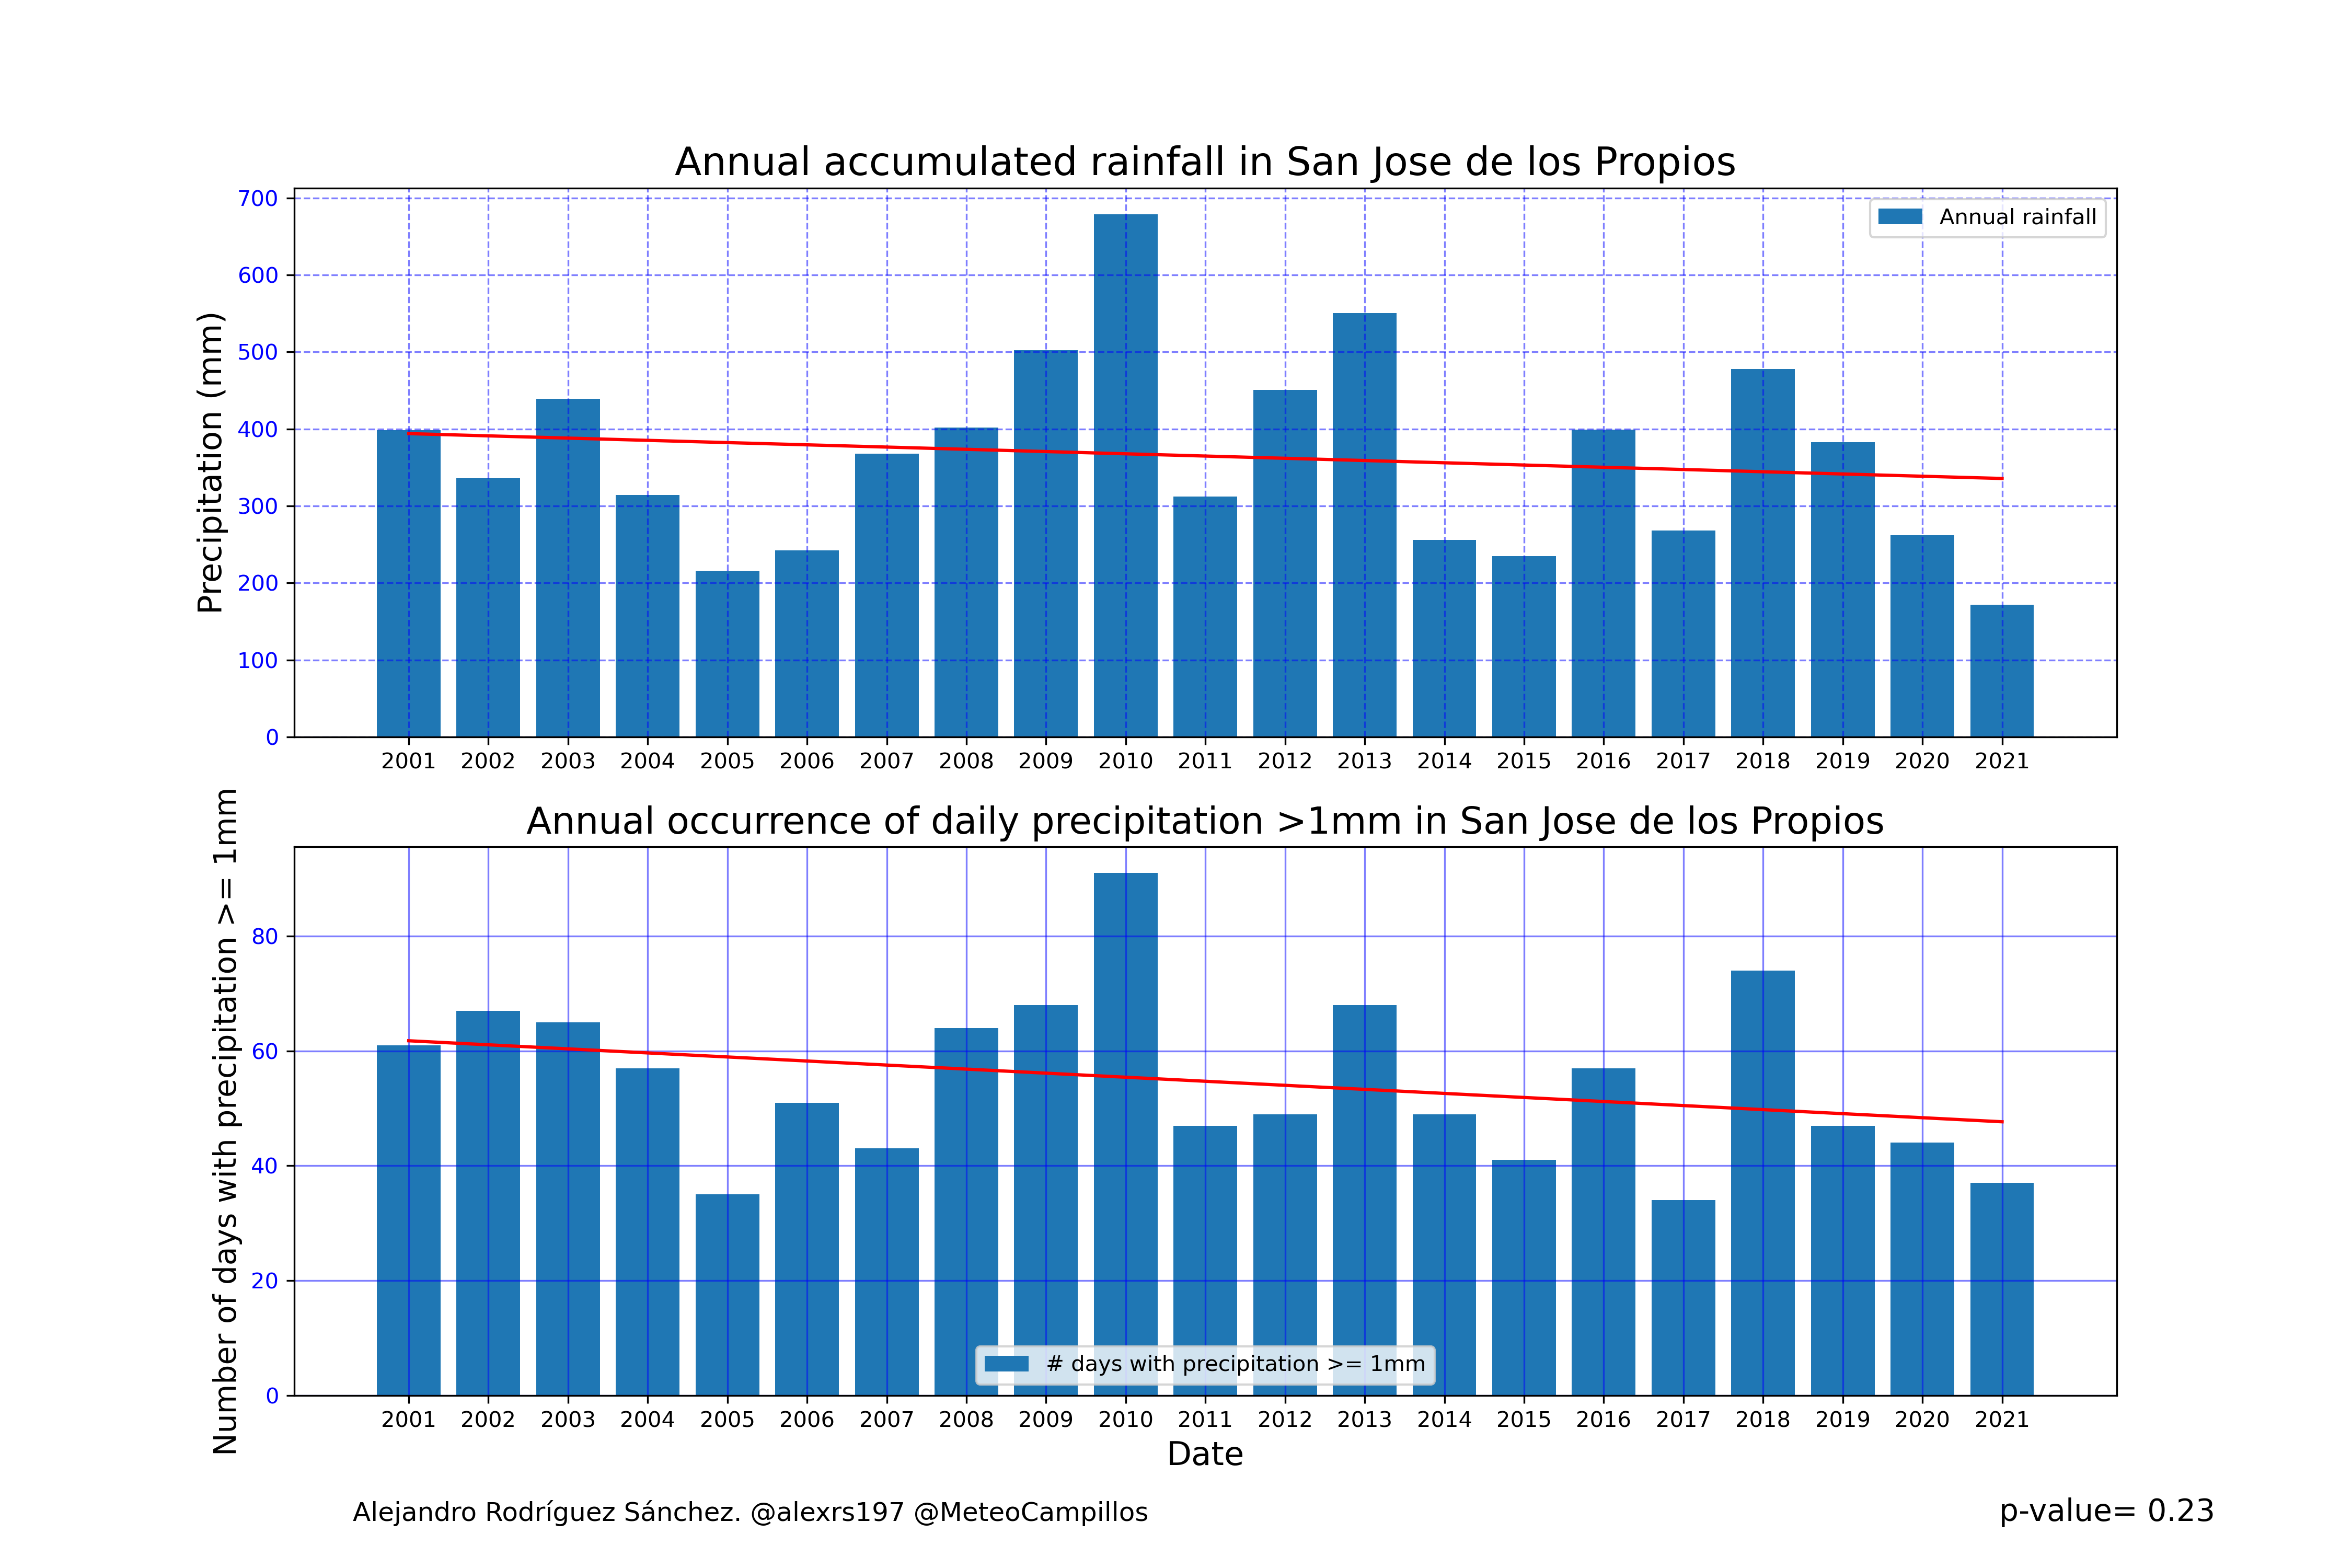 Annual accumulated rainfall in San Jose de los Propios
Precipitation (mm)
700
600
500
400
300
200
100
0
Annual rainfall
2001 2002 2003 2004 2005 2006 2007 2008 2009 2010 2011 2012 2013 2014 2015 2016 2017 2018 2019 2020 2021
Annual occurrence of daily precipitation >1mm in San Jose de los Propios
Number of days with precipitation >= 1mm
80
60
40
20
0
# days with precipitation >= 1mm
2001 2002 2003 2004 2005 2006 2007 2008 2009 2010 2011 2012 2013 2014 2015 2016 2017 2018 2019 2020 2021
Date
Alejandro Rodríguez Sánchez. @alexrs197 @MeteoCampillos
p-value= 0.23